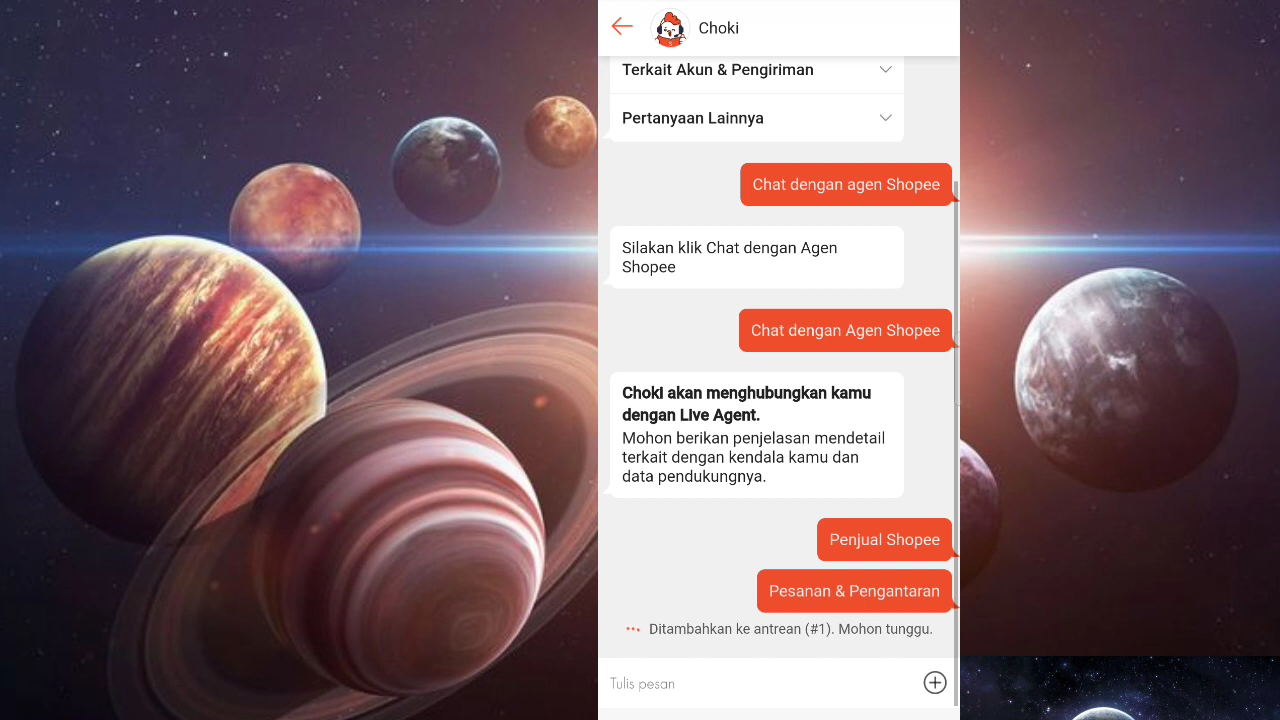 Choki
Terkait Akun & Pengiriman
Pertanyaan Lainnya
Chat dengan agen Shopee
Silakan klik Chat dengan Agen
Shopee
Chat dengan Agen Shopee
Choki akan menghubungkan kamu
dengan Live Agent.
Mohon berikan penjelasan mendetail
terkait dengan kendala kamu dan
data pendukungnya.
Penjual Shopee
Pesanan & Pengantaran
Ditambahkan ke antrean (#1). Mohon tunggu.
Tulis pesan